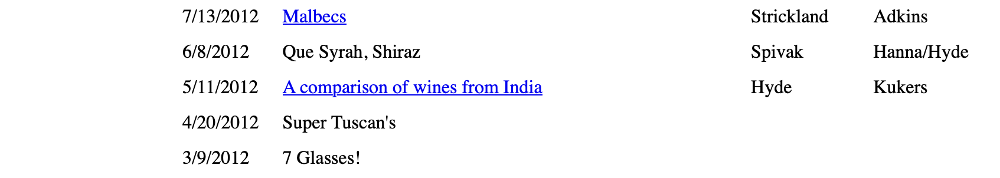 7/13/2012 Malbecs Strickland Adkins
6/8/2012 Que Syrah, Shiraz Spivak Hanna/Hyde
5/11/2012 A comparison of wines from India Hyde Kukers
4/20/2012 Super Tuscan's
3/9/2012 7 Glasses!